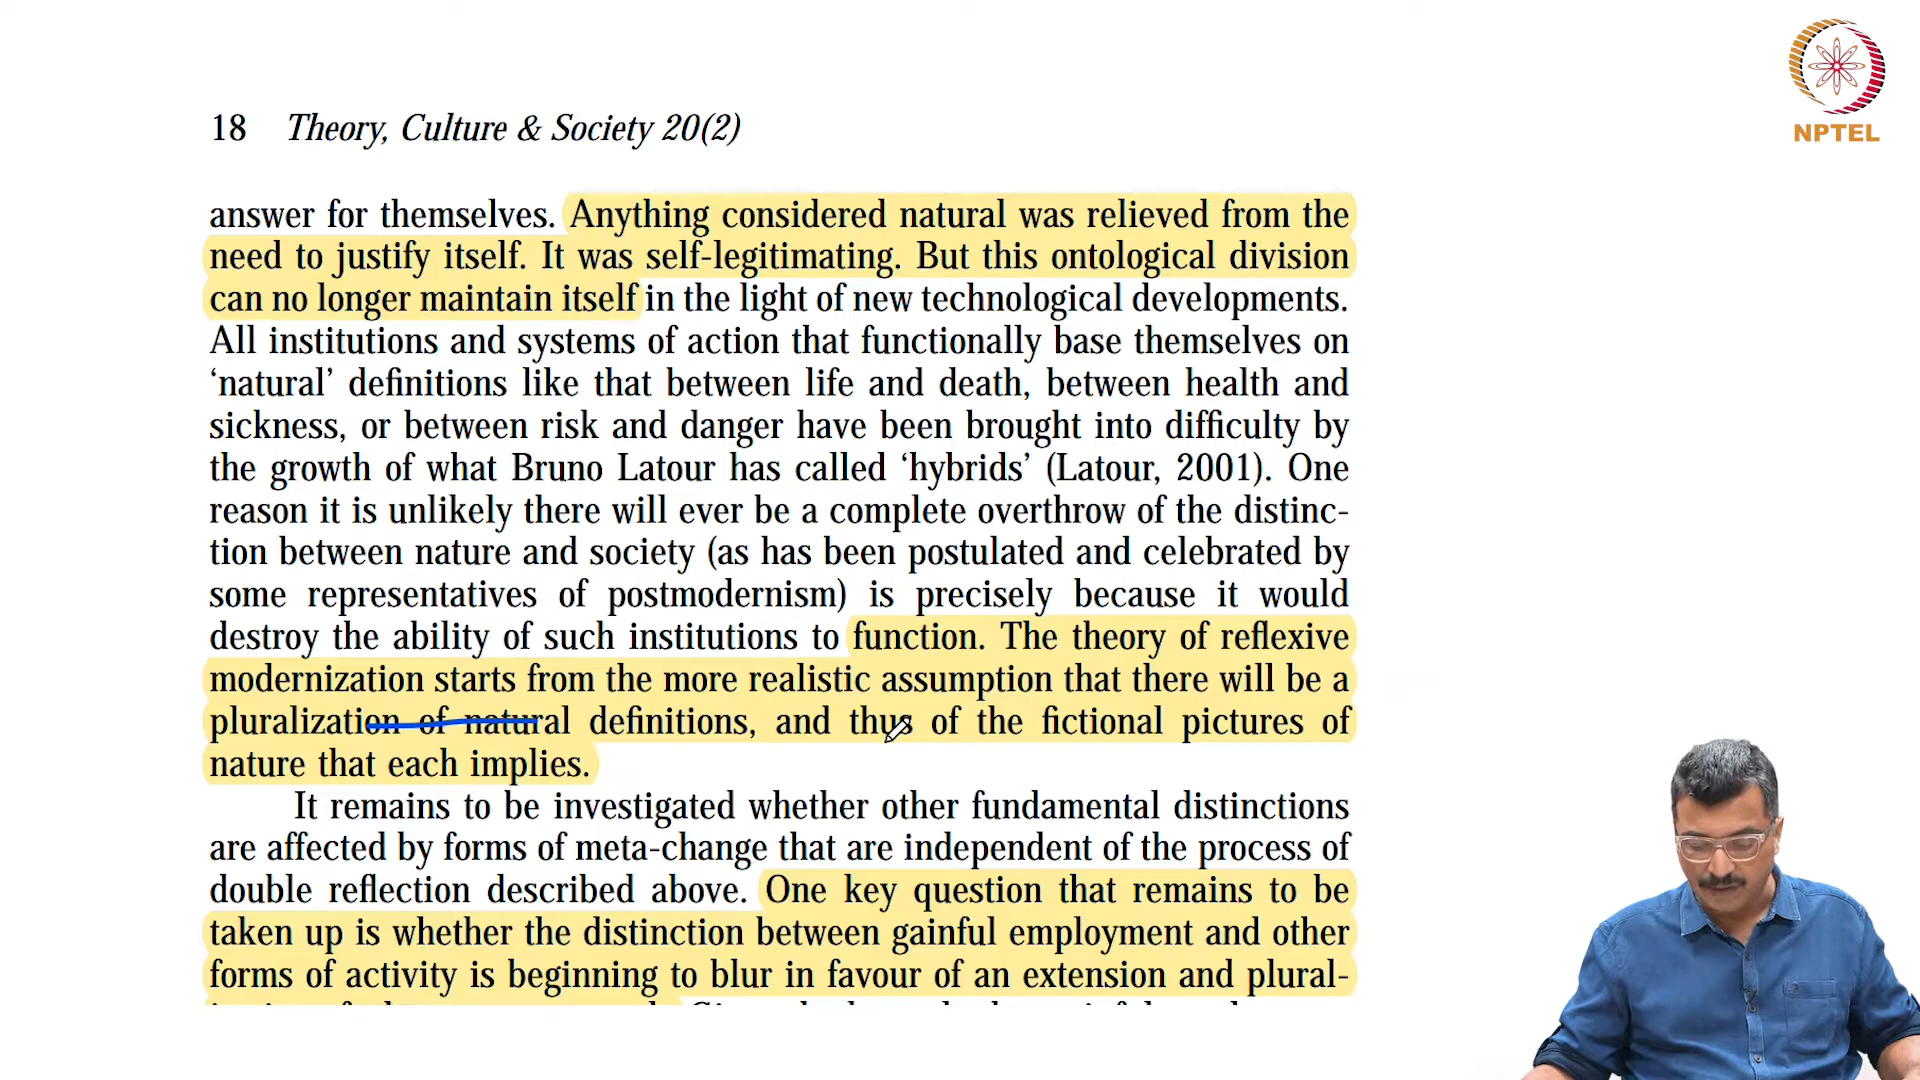 NPTEL
18 Theory, Culture & Society 20(2)
answer for themselves. Anything considered natural was relieved from the
need to justify itself. It was self-legitimating. But this ontological division
can no longer maintain itself in the light of new technological developments.
All institutions and systems of action that functionally base themselves on
‘natural’ definitions like that between life and death, between health and
sickness, or between risk and danger have been brought into difficulty by
the growth of what Bruno Latour has called ‘hybrids’ (Latour, 2001). One
reason it is unlikely there will ever be a complete overthrow of the distinc-
tion between nature and society (as has been postulated and celebrated by
some representatives of postmodernism) is precisely because it would
destroy the ability of such institutions to function. The theory of reflexive
modernization starts from the more realistic assumption that there will be a
pluralization of natural definitions, and thus of the fictional pictures of
nature that each implies.
It remains to be investigated whether other fundamental distinctions
are affected by forms of meta-change that are independent of the process of
double reflection described above. One key question that remains to be
taken up is whether the distinction between gainful employment and other
forms of activity is beginning to blur in favour of an extension and plural-